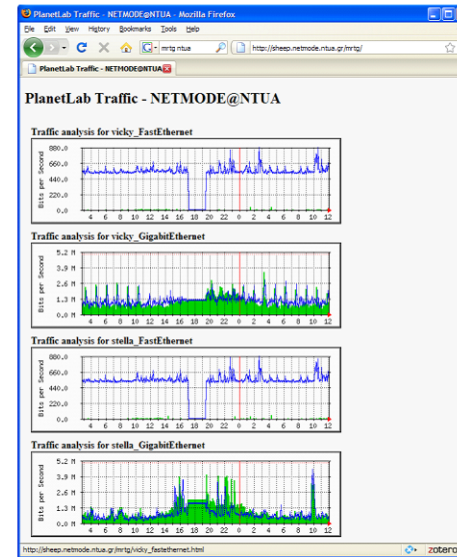 PlanetLab Traffic - NETMODE@NTUA - Mozilla Firefox
File Edit View History Bookmarks Tools Help
mrtg ntua http://sheep.netmode.ntua.gr/mrtg/
PlanetLab Traffic - NETMODE@NTUA
PlanetLab Traffic - NETMODE@NTUA
Traffic analysis for vicky_FastEthernet
880.0
660.0
440.0
220.0
0.0
Bits per Second
4 6 8 10 12 14 16 18 20 22 0 2 4 6 8 10 12
Traffic analysis for vicky_GigabitEthernet
5.2 M
3.9 M
2.6 M
1.3 M
0.0 M
Bits per Second
4 6 8 10 12 14 16 18 20 22 0 2 4 6 8 10 12
Traffic analysis for stella_FastEthernet
880.0
660.0
440.0
220.0
0.0
Bits per Second
4 6 8 10 12 14 16 18 20 22 0 2 4 6 8 10 12
Traffic analysis for stella_GigabitEthernet
5.2 M
3.9 M
2.6 M
1.3 M
0.0 M
Bits per Second
4 6 8 10 12 14 16 18 20 22 0 2 4 6 8 10 12
http://sheep.netmode.ntua.gr/mrtg/vicky_fastethernet.html zotero